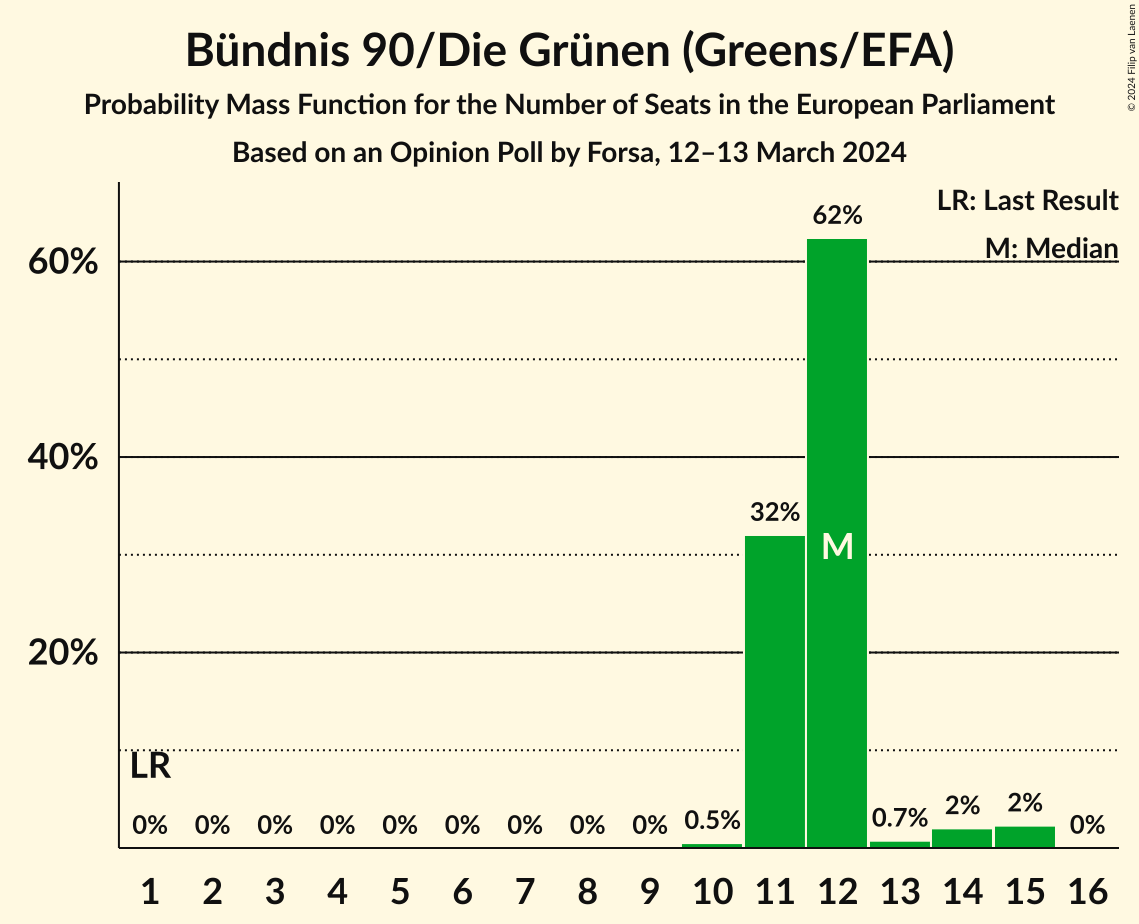 Bündnis 90/Die Grünen (Greens/EFA)
Probability Mass Function for the Number of Seats in the European Parliament
Based on an Opinion Poll by Forsa, 12–13 March 2024
© 2024 Filip van Laenen
LR: Last Result
M: Median
60%
40%
20%
62%
32%
M
LR
0% 0% 0% 0% 0% 0% 0% 0% 0% 0.5% 0.7% 2% 2% 0%
1 2 3 4 5 6 7 8 9 10 11 12 13 14 15 16